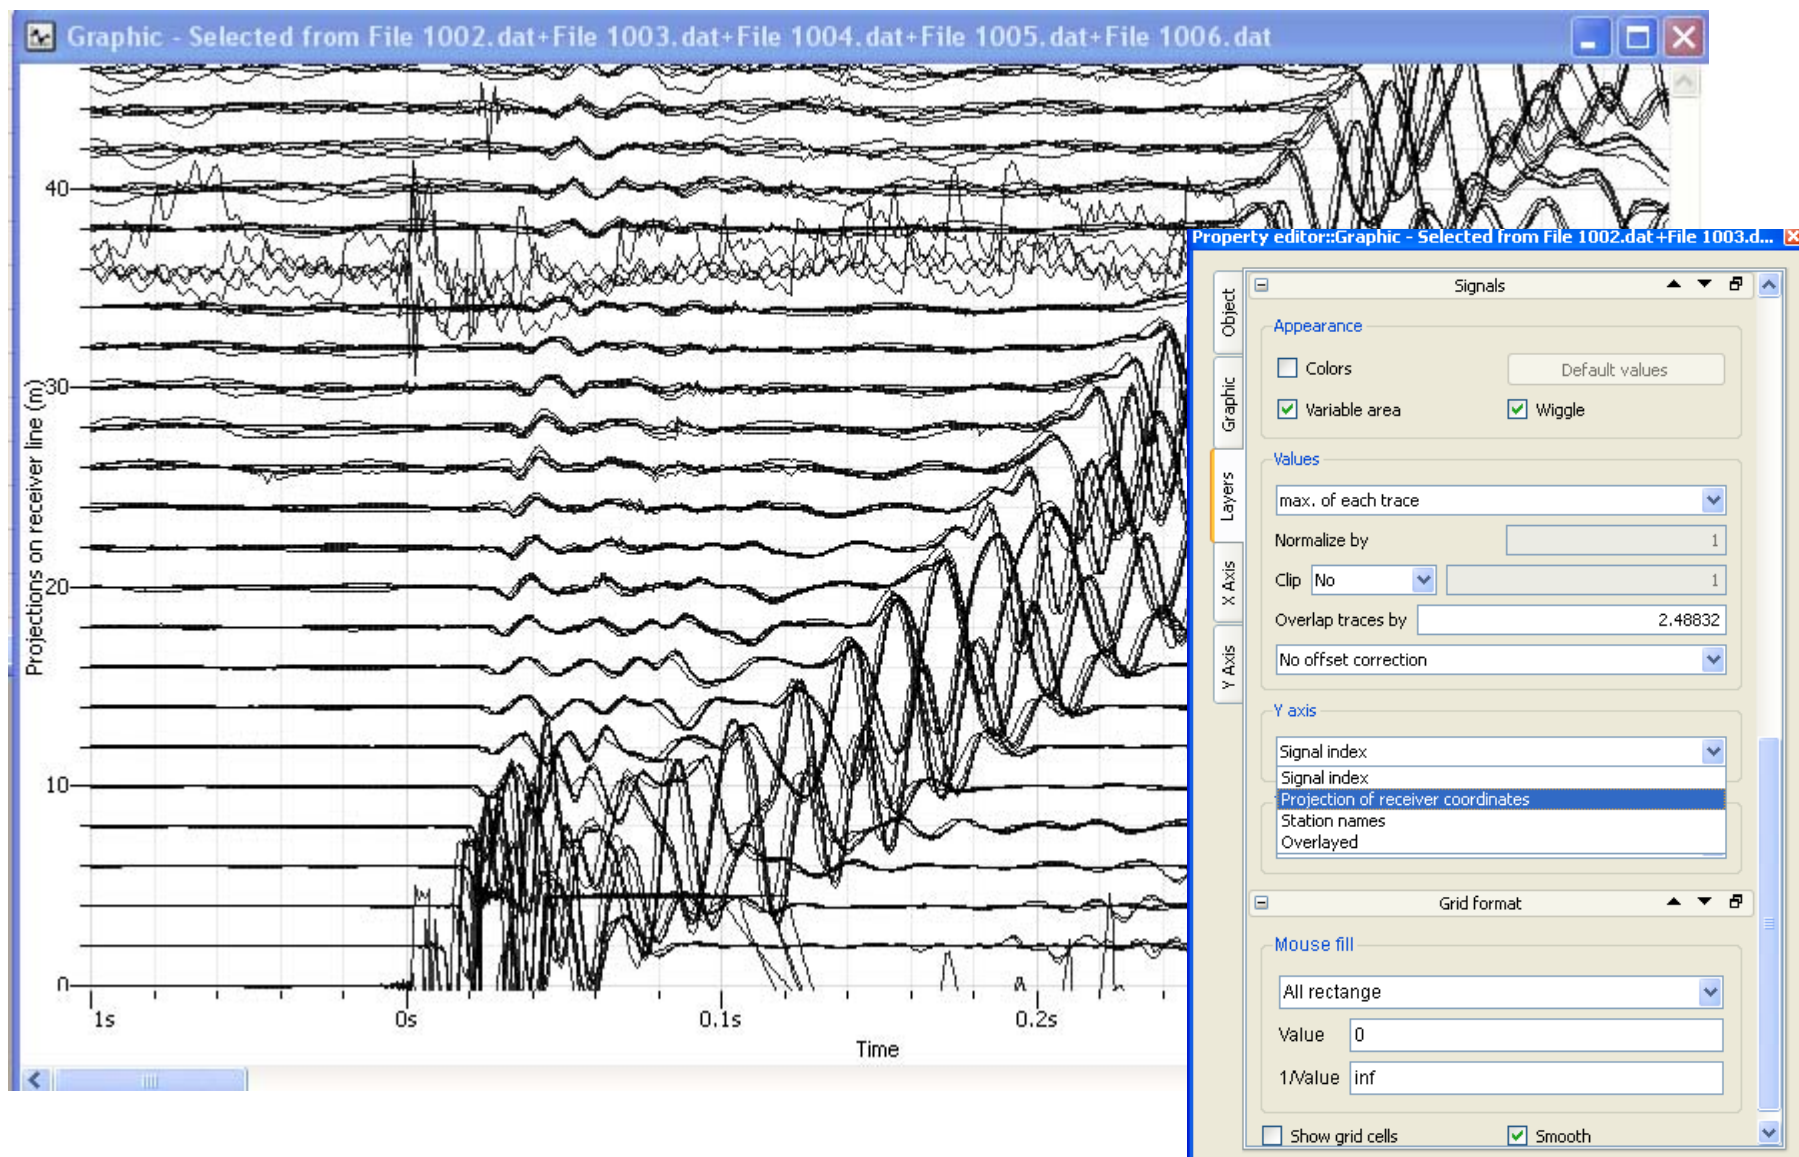 Graphic - Selected from File 1002.dat+File 1003.dat+File 1004.dat+File 1005.dat+File 1006.dat
Projections on receiver line (m)
40
30
20
10
0
1s
0s
0.1s
0.2s
Time
Property editor::Graphic - Selected from File 1002.dat+File 1003.d...
Object
Graphic
Layers
X Axis
Y Axis
Signals
Appearance
Colors
Default values
Variable area
Wiggle
Values
max. of each trace
Normalize by
1
Clip
No
1
Overlap traces by
2.48832
No offset correction
Y axis
Signal index
Signal index
Projection of receiver coordinates
Station names
Overlayed
Grid format
Mouse fill
All rectange
Value
0
1/Value
inf
Show grid cells
Smooth